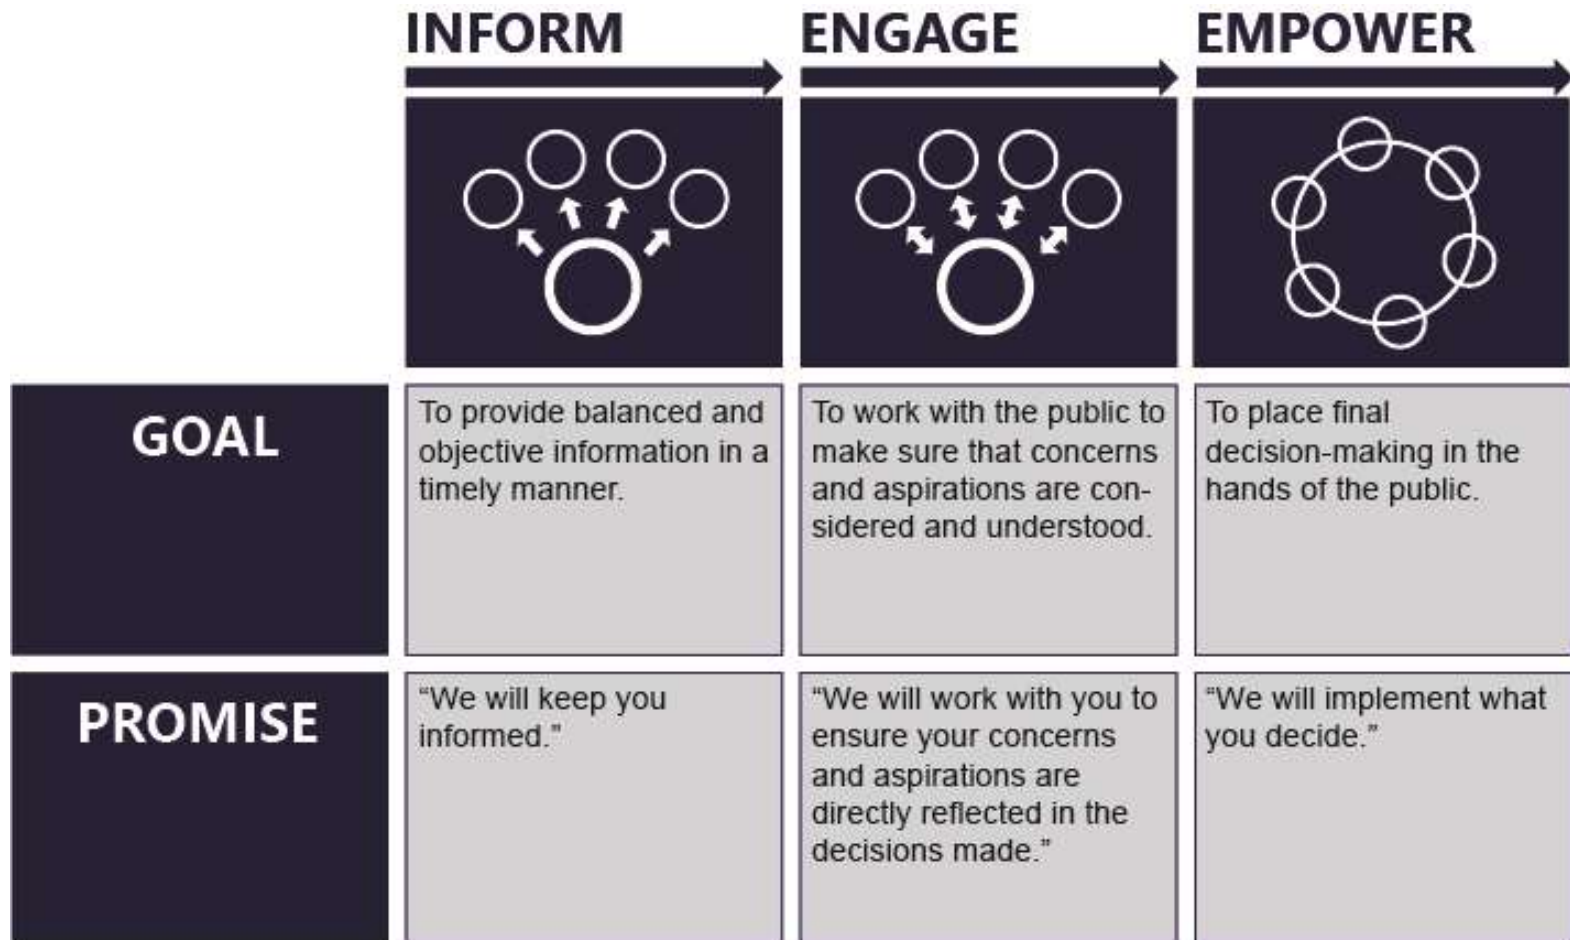 INFORM
ENGAGE
EMPOWER
GOAL
To provide balanced and
objective information in a
timely manner.
To work with the public to
make sure that concerns
and aspirations are con-
sidered and understood.
To place final
decision-making in the
hands of the public.
PROMISE
“We will keep you
informed.”
“We will work with you to
ensure your concerns
and aspirations are
directly reflected in the
decisions made.”
“We will implement what
you decide.”